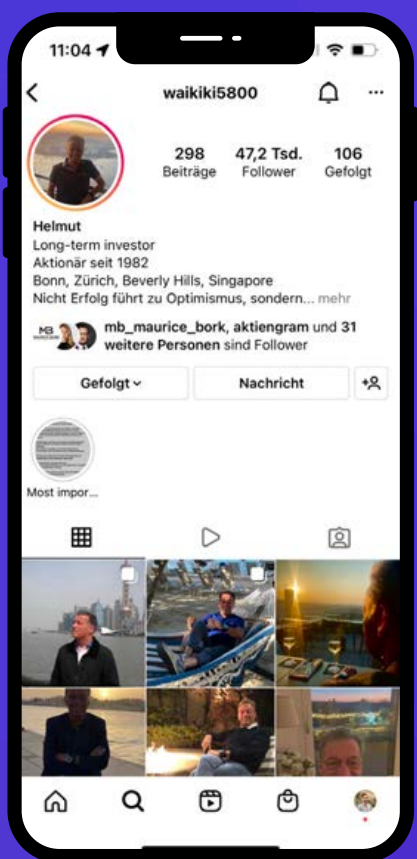 11:04
waikiki5800
298 47,2 Tsd. 106
Beiträge Follower Gefolgt
Helmut
Long-term investor
Aktionär seit 1982
Bonn, Zürich, Beverly Hills, Singapore
Nicht Erfolg führt zu Optimismus, sondern... mehr
MB
mb_maurice_bork, aktiengram und 31
weitere Personen sind Follower
Gefolgt Nachricht
Most impor...